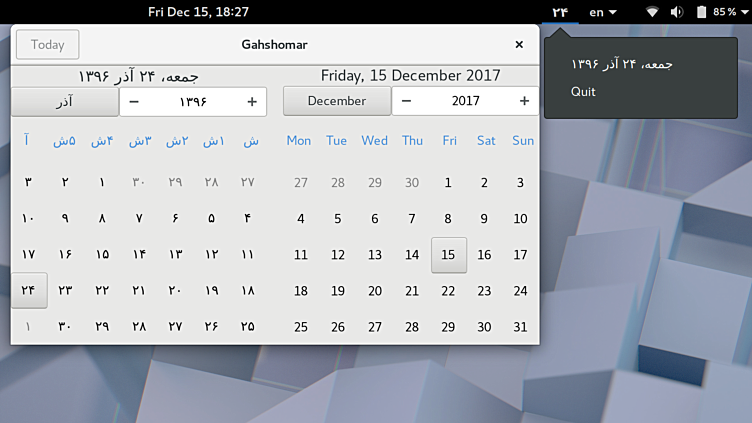 Fri Dec 15, 18:27 ۲۴ en 85 %
Today Gahshomar ×
جمعه، ۲۴ آذر ۱۳۹۶
Quit
جمعه، ۲۴ آذر ۱۳۹۶
آذر − ۱۳۹۶ +
ش ۱ش ۲ش ۳ش ۴ش ۵ش آ
۲۷ ۲۸ ۲۹ ۳۰ ۱ ۲ ۳
۴ ۵ ۶ ۷ ۸ ۹ ۱۰
۱۱ ۱۲ ۱۳ ۱۴ ۱۵ ۱۶ ۱۷
۱۸ ۱۹ ۲۰ ۲۱ ۲۲ ۲۳ ۲۴
۲۵ ۲۶ ۲۷ ۲۸ ۲۹ ۳۰ ۱
Friday, 15 December 2017
December − 2017 +
Mon Tue Wed Thu Fri Sat Sun
27 28 29 30 1 2 3
4 5 6 7 8 9 10
11 12 13 14 15 16 17
18 19 20 21 22 23 24
25 26 27 28 29 30 31